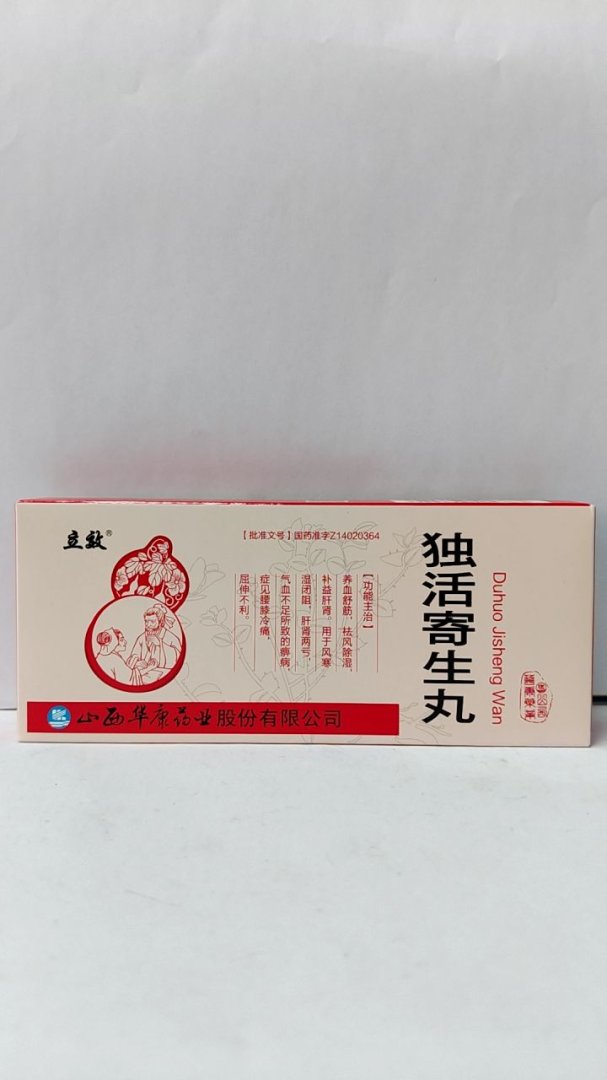 立效®
【批准文号】国药准字Z14020364
独活寄生丸
Duhuo Jisheng Wan
【功能主治】
养血舒筋，祛风除湿，
补益肝肾。用于风寒
湿闭阻，肝肾两亏，
气血不足所致的痹病，
症见腰膝冷痛，
屈伸不利。
山西华康药业股份有限公司